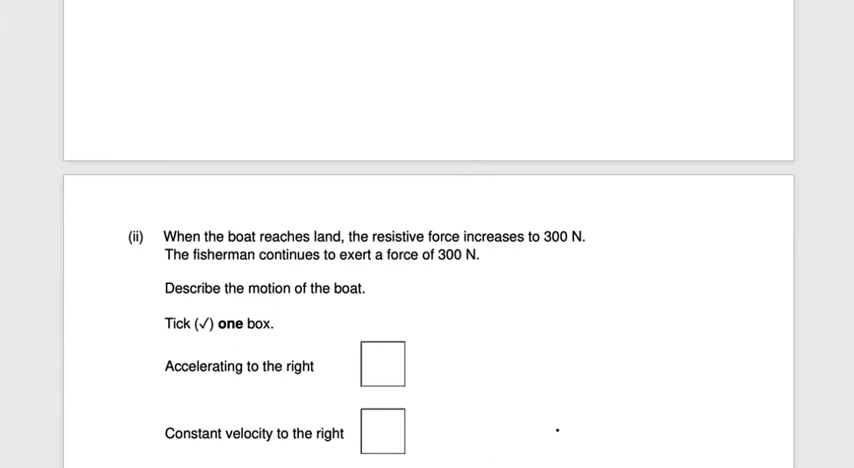 (ii) When the boat reaches land, the resistive force increases to 300 N.
The fisherman continues to exert a force of 300 N.
Describe the motion of the boat.
Tick (✓) one box.
Accelerating to the right
Constant velocity to the right